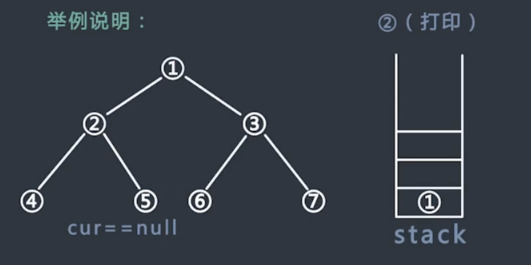 举例说明：
②（打印）
①
②
③
④
⑤
⑥
⑦
①
cur==null
stack